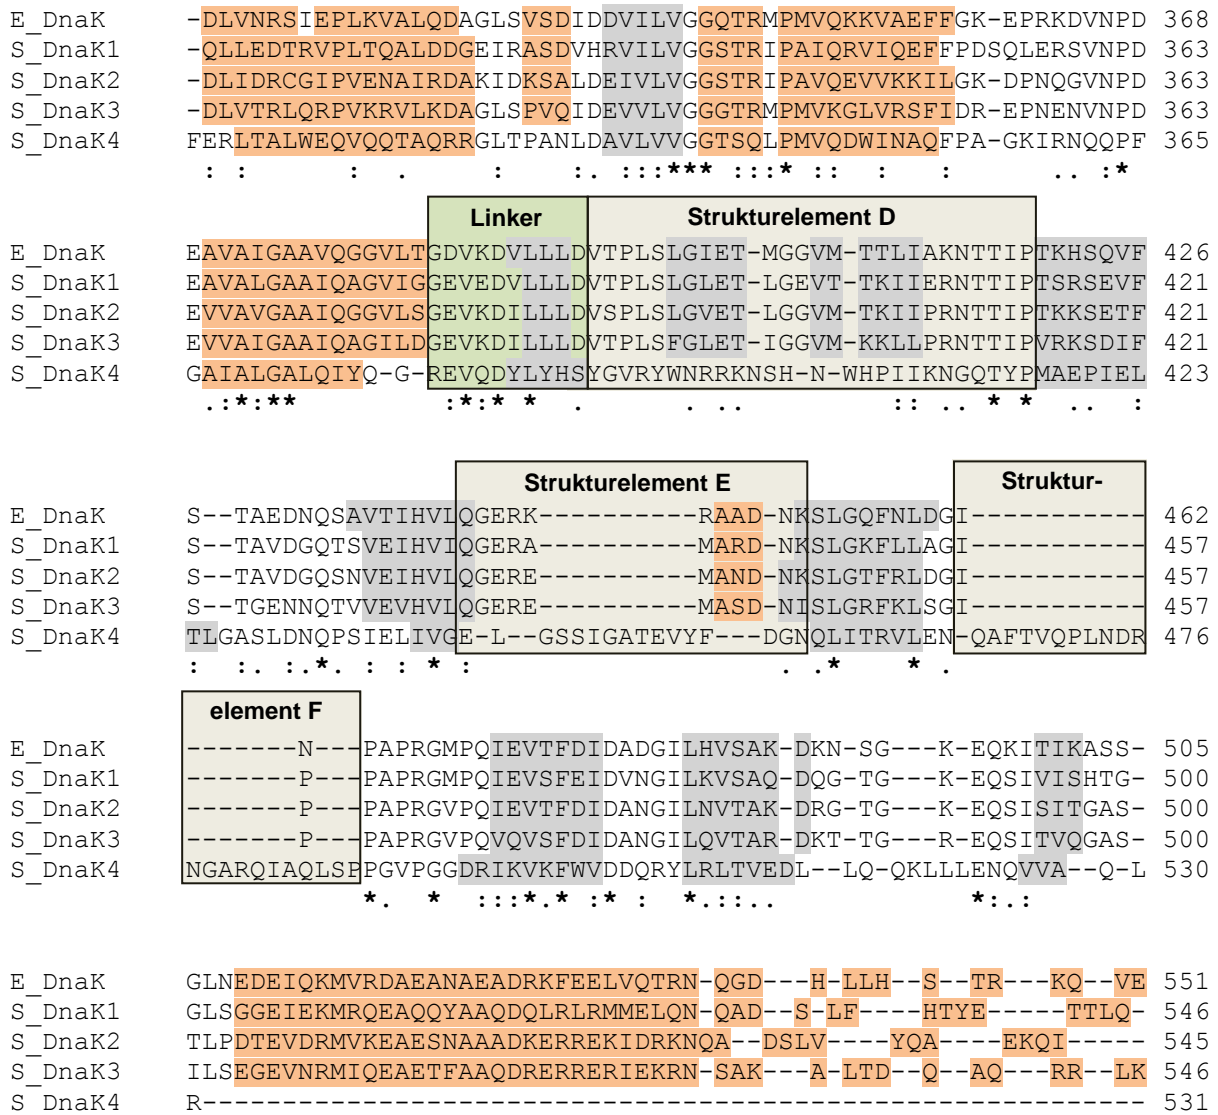 E_DnaK -DLVNRSIEPLKVALQDAGLSVSDIDDVILVGGQTRMPMVQKKVAEFFGK-EPRKDVNPD 368
S_DnaK1 -QLLEDTRVPLTQALDDGEIRASDVHRVILVGGSTRIPAIQRVIQEFFPDSQLERSVNPD 363
S_DnaK2 -DLIDRCGIPVENAIRDAKIDKSALDEIVLVGGSTRIPAVQEVVKKILGK-DPNQGVNPD 363
S_DnaK3 -DLVTRLQRPVKRVLKDAGLSPVQIDEVVLVGGGTRMPMVKGLVRSFIDR-EPNENVNPD 363
S_DnaK4 FERLTALWEQVQQTAQRRGLTPANLDAVLVVGGTSQLPMVQDWINAQFPA-GKIRNQQPF 365
: : : . : :. :::*** :::* :: : : .. :*
Linker Strukturelement D
E_DnaK EAVAIGAAVQGGVLTGDVKDVLLLDVTPLSLGIET-MGGVM-TTLIAKNTTIPTKHSQVF 426
S_DnaK1 EAVALGAAIQAGVIGGEVEDVLLLDVTPLSLGLET-LGEVT-TKIIERNTTIPTSRSEVF 421
S_DnaK2 EVVAVGAAIQGGVLSGEVKDILLLDVSPLSLGVET-LGGVM-TKIIPRNTTIPTKKSETF 421
S_DnaK3 EVVAIGAAIQAGILDGEVKDILLLDVTPLSFGLET-IGGVM-KKLLPRNTTIPVRKSDIF 421
S_DnaK4 GAIALGALQIYQ-G-REVQDYLYHSYGVRYWNRRKNSH-N-WHPIIKNGQTYPMAEPIEL 423
.:*:** :*:* * . . .. :: .. * * .. :
Strukturelement E Struktur-
E_DnaK S--TAEDNQSAVTIHVLQGERK----------RAAD-NKSLGQFNLDGI----------- 462
S_DnaK1 S--TAVDGQTSVEIHVIQGERA----------MARD-NKSLGKFLLAGI----------- 457
S_DnaK2 S--TAVDGQSNVEIHVLQGERE----------MAND-NKSLGTFRLDGI----------- 457
S_DnaK3 S--TGENNQTVVEVHVLQGERE----------MASD-NISLGRFKLSGI----------- 457
S_DnaK4 TLGASLDNQPSIELIVGE-L--GSSIGATEVYF---DGNQLITRVLEN-QAFTVQPLNDR 476
: :. :.*. : : * : . .* * .
element F
E_DnaK -------N---PAPRGMPQIEVTFDIDADGILHVSAK-DKN-SG---K-EQKITIKASS- 505
S_DnaK1 -------P---PAPRGMPQIEVSFEIDVNGILKVSAQ-DQG-TG---K-EQSIVISHTG- 500
S_DnaK2 -------P---PAPRGVPQIEVTFDIDANGILNVTAK-DRG-TG---K-EQSISITGAS- 500
S_DnaK3 -------P---PAPRGVPQVQVSFDIDANGILQVTAR-DKT-TG---R-EQSITVQGAS- 500
S_DnaK4 NGARQIAQLSPPGVPGGDRIKVKFWVDDQRYLRLTVEDL--LQ-QKLLLENQVVA--Q-L 530
*. * :::*.* :* : *.::.. *:.:
E_DnaK GLNEDEIQKMVRDAEANAEADRKFEELVQTRN-QGD---H-LLH--S--TR---KQ--VE 551
S_DnaK1 GLSGGEIEKMRQEAQQYAAQDQLRLRMMELQN-QAD--S-LF----HTYE-----TTLQ- 546
S_DnaK2 TLPDTEVDRMVKEAESNAAADKERREKIDRKNQA--DSLV----YQA----EKQI----- 545
S_DnaK3 ILSEGEVNRMIQEAETFAAQDRERRERIEKRN-SAK---A-LTD--Q--AQ---RR--LK 546
S_DnaK4 R----------------------------------------------------------- 531